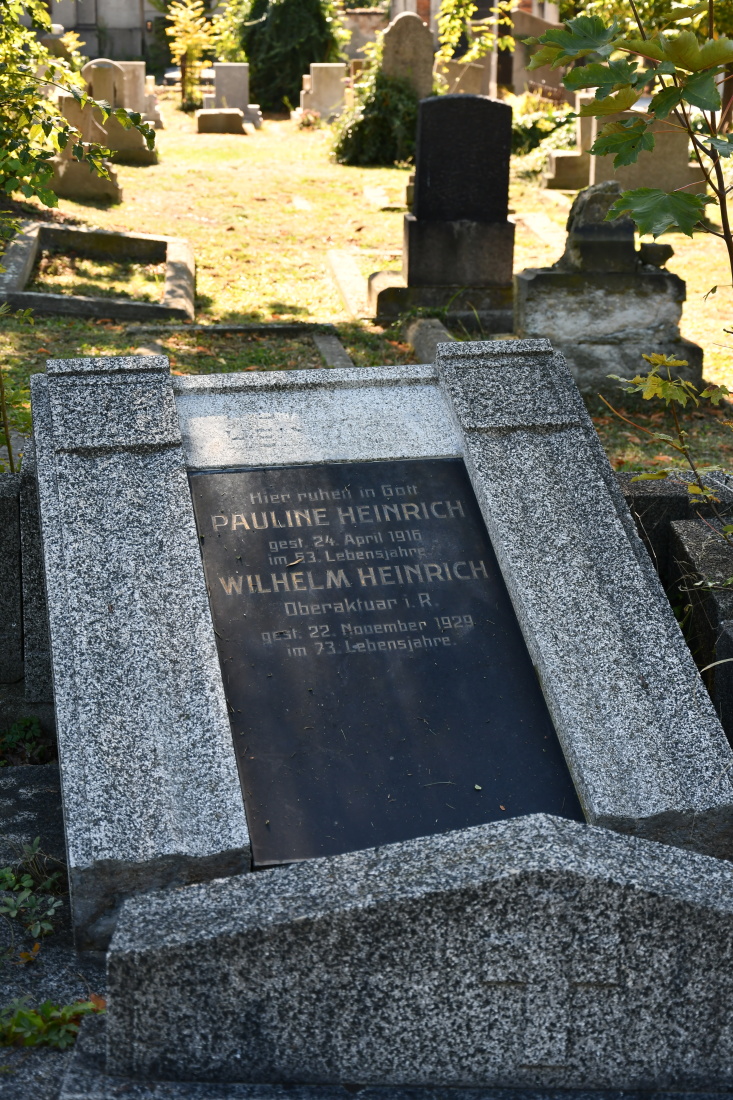 Hier ruhen in Gott
PAULINE HEINRICH
gest. 24. April 1916
im 53. Lebensjahre.
WILHELM HEINRICH
Oberaktuar i. R.
gest. 22. November 1929
im 73. Lebensjahre.